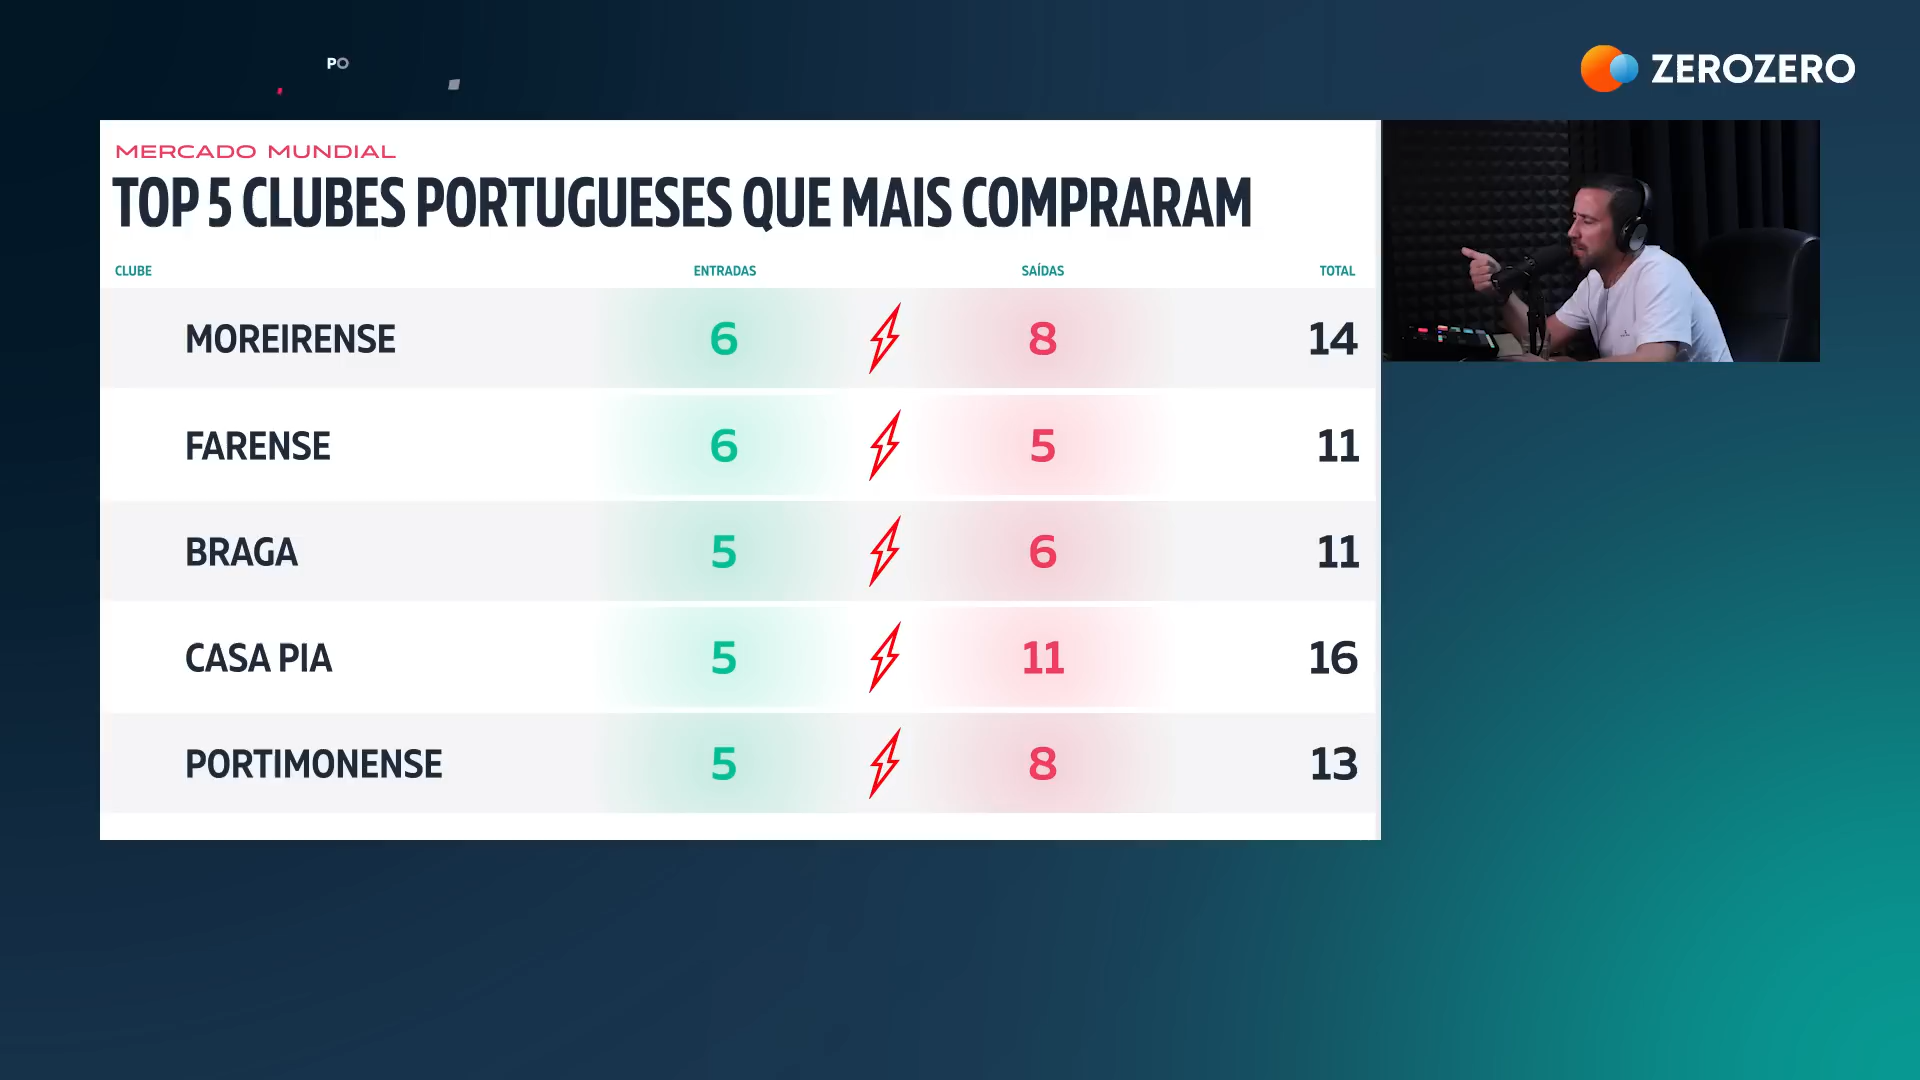 PO
ZEROZERO
MERCADO MUNDIAL
TOP 5 CLUBES PORTUGUESES QUE MAIS COMPRARAM
CLUBE ENTRADAS SAÍDAS TOTAL
MOREIRENSE 6 8 14
FARENSE 6 5 11
BRAGA 5 6 11
CASA PIA 5 11 16
PORTIMONENSE 5 8 13